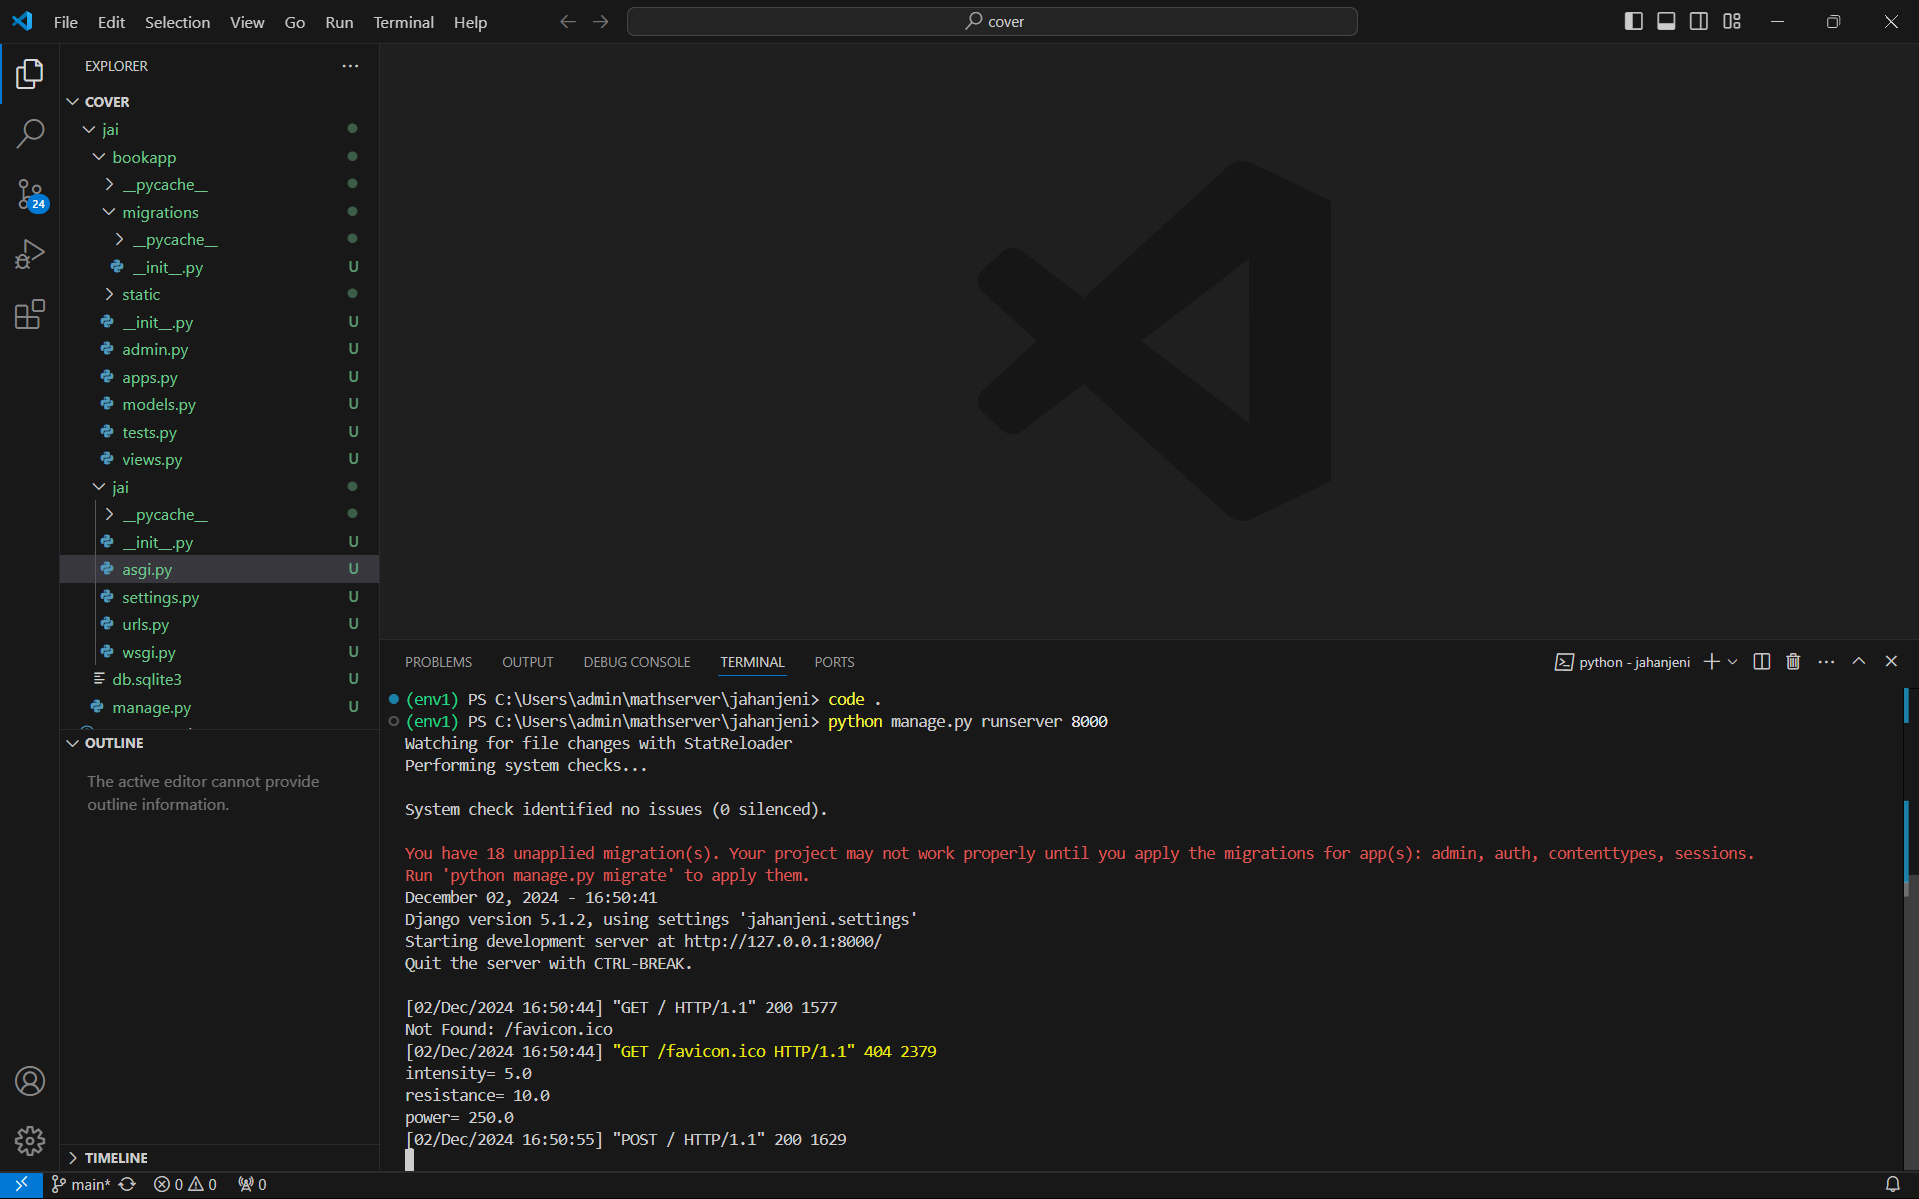 File Edit Selection View Go Run Terminal Help
cover
EXPLORER
COVER
jai
bookapp
__pycache__
migrations
__pycache__
__init__.py U
static
__init__.py U
admin.py U
apps.py U
models.py U
tests.py U
views.py U
jai
__pycache__
__init__.py U
asgi.py U
settings.py U
urls.py U
wsgi.py U
db.sqlite3 U
manage.py U
OUTLINE
The active editor cannot provide
outline information.
TIMELINE
24
PROBLEMS OUTPUT DEBUG CONSOLE TERMINAL PORTS
python - jahanjeni
(env1) PS C:\Users\admin\mathserver\jahanjeni> code .
(env1) PS C:\Users\admin\mathserver\jahanjeni> python manage.py runserver 8000
Watching for file changes with StatReloader
Performing system checks...
System check identified no issues (0 silenced).
You have 18 unapplied migration(s). Your project may not work properly until you apply the migrations for app(s): admin, auth, contenttypes, sessions.
Run 'python manage.py migrate' to apply them.
December 02, 2024 - 16:50:41
Django version 5.1.2, using settings 'jahanjeni.settings'
Starting development server at http://127.0.0.1:8000/
Quit the server with CTRL-BREAK.
[02/Dec/2024 16:50:44] "GET / HTTP/1.1" 200 1577
Not Found: /favicon.ico
[02/Dec/2024 16:50:44] "GET /favicon.ico HTTP/1.1" 404 2379
intensity= 5.0
resistance= 10.0
power= 250.0
[02/Dec/2024 16:50:55] "POST / HTTP/1.1" 200 1629
main* 0 0 0